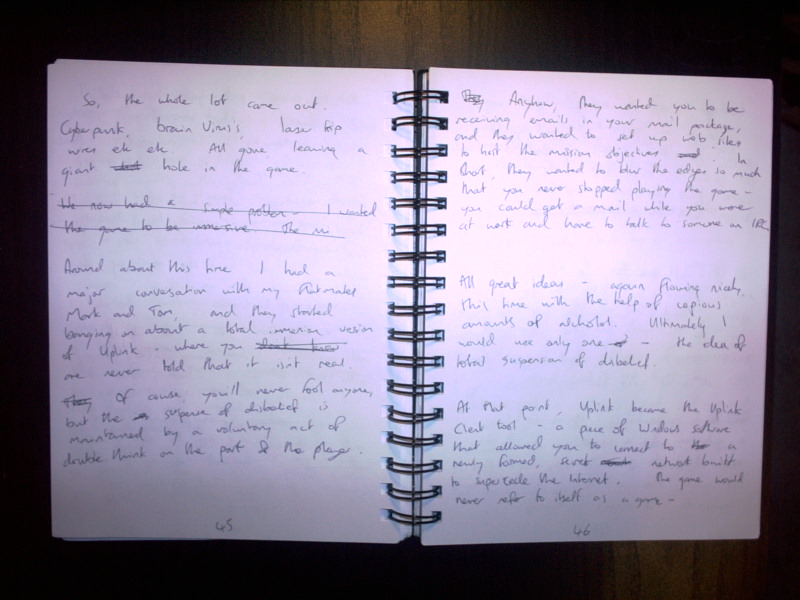 So, the whole lot came out.
Cyberpunk, brain Virus's, laser trip
wires etc etc. All gone leaving a
giant hole in the game.
We now had a simple problem - I wanted
the game to be immersive. The
Around about this time I had a
major conversation with my flatmates
Mark and Tom, and they started
banging on about a total immersion version
of Uplink - where you
are never told that it isn't real.
Of course, you'll never fool anyone,
but the suspense of disbelief is
maintained by a voluntary act of
double think on the part of the player.
45
Anyhow, they wanted you to be
receiving emails in your mail package,
and they wanted to set up web sites
to host the mission objectives. In
short, they wanted to blur the edges so much
that you never stopped playing the game -
you could get a mail while you were
at work and have to talk to someone on IRC
All great ideas - again flowing nicely,
this time with the help of copious
amounts of alcohol. Ultimately I
would use only one - the idea of
total suspension of disbelief.
At that point, Uplink became the Uplink
Client tool - a piece of Windows software
that allowed you to connect to a
newly formed, secret network built
to supercede the Internet. The game would
never refer to itself as a game -
46